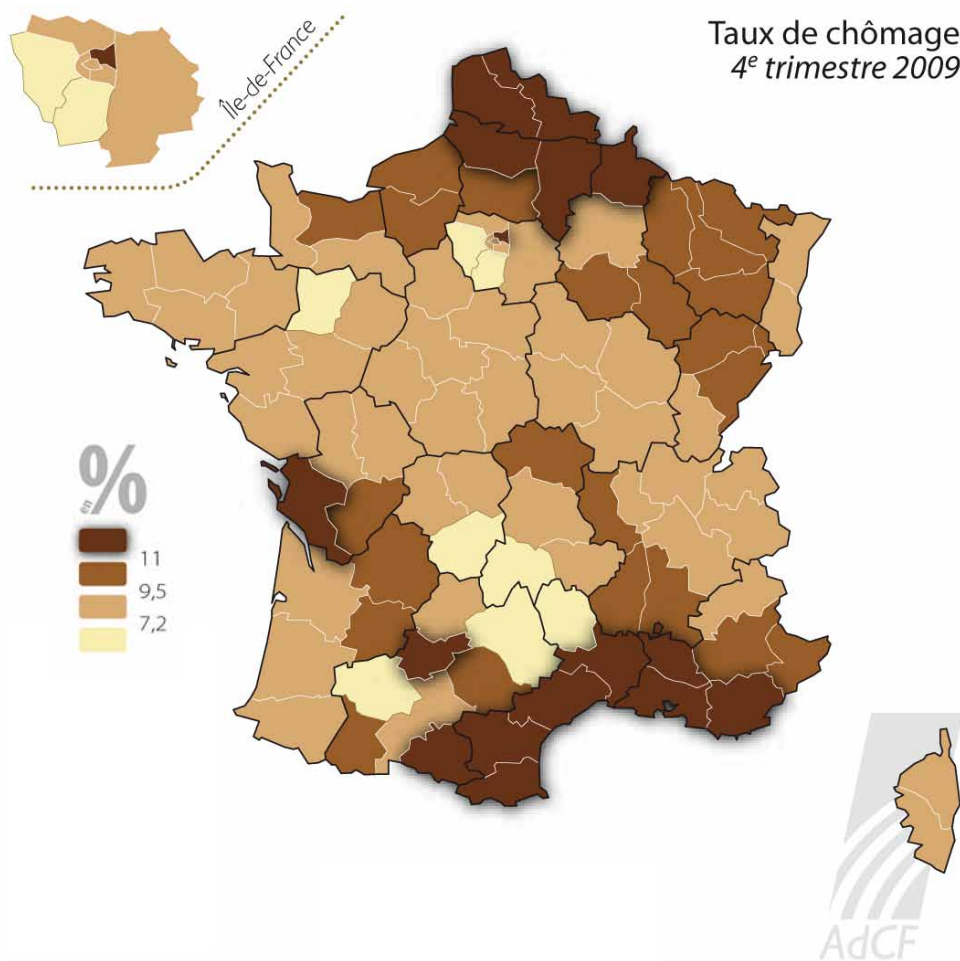 Taux de chômage
4e trimestre 2009
Île-de-France
en %
11
9,5
7,2
AdCF